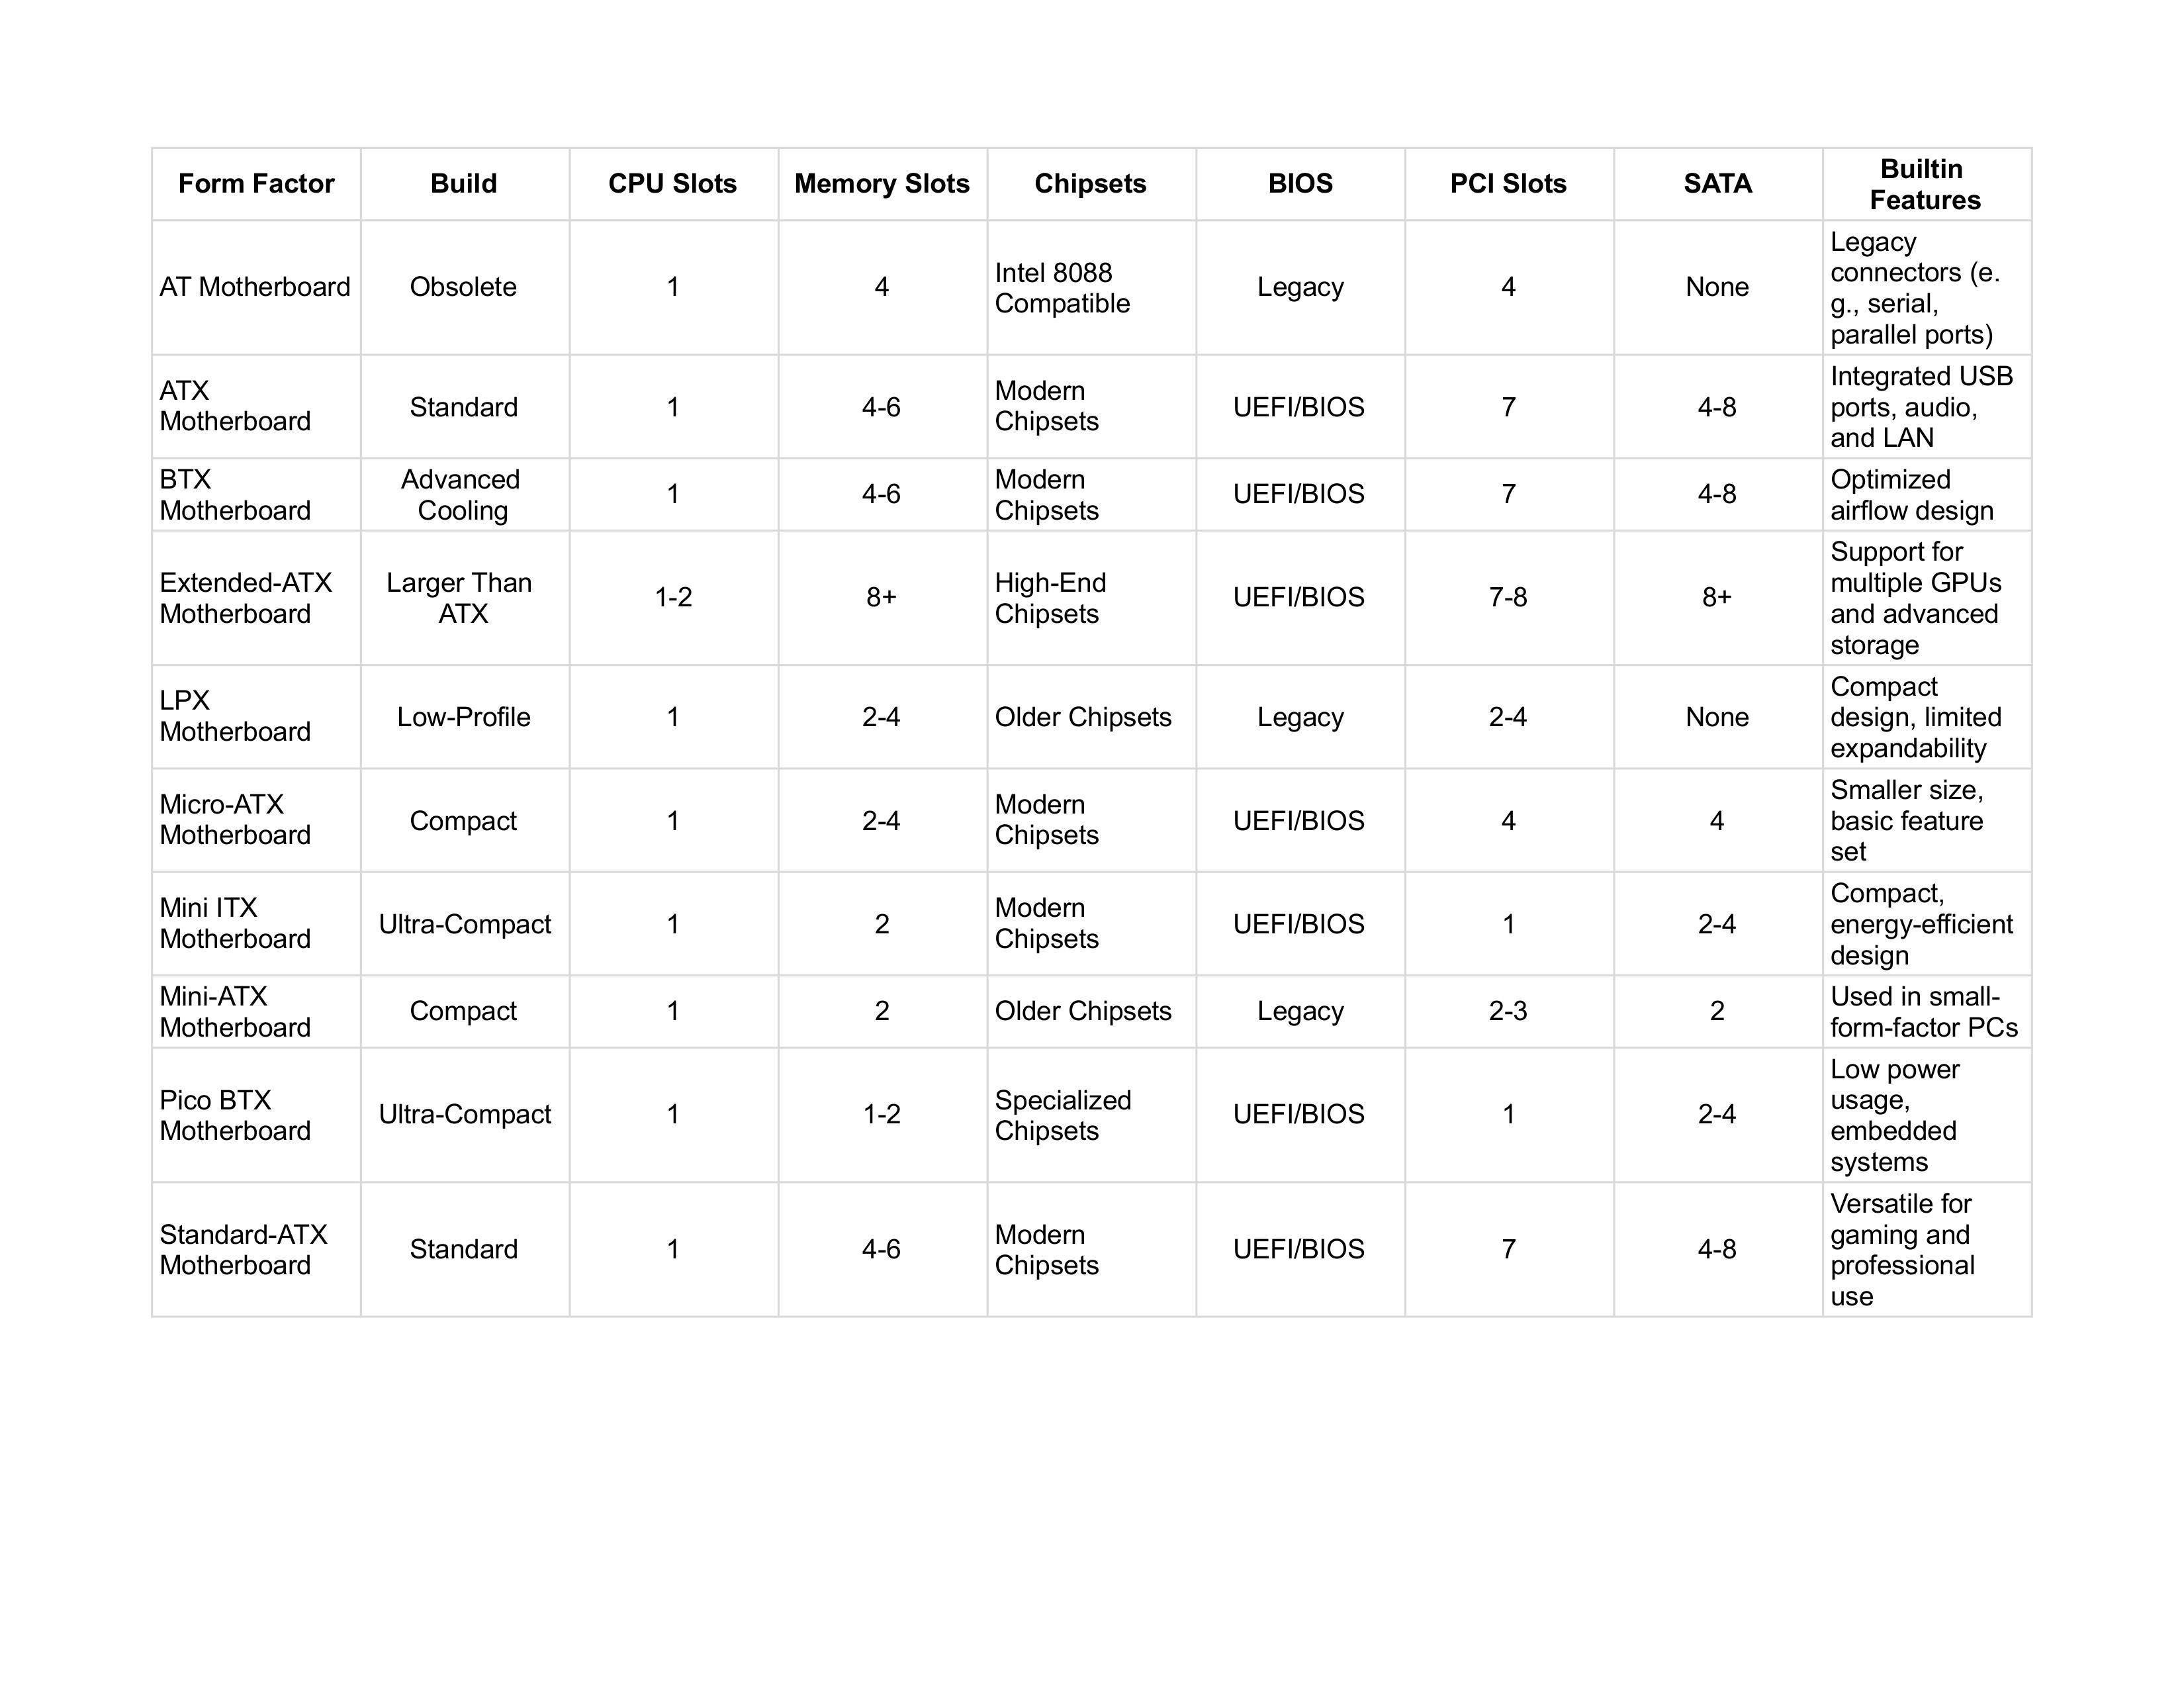 Form Factor Build CPU Slots Memory Slots Chipsets BIOS PCI Slots SATA Builtin
Features
AT Motherboard Obsolete 1 4 Intel 8088
Compatible Legacy 4 None Legacy
connectors (e.
g., serial,
parallel ports)
ATX
Motherboard Standard 1 4-6 Modern
Chipsets UEFI/BIOS 7 4-8 Integrated USB
ports, audio,
and LAN
BTX
Motherboard Advanced
Cooling 1 4-6 Modern
Chipsets UEFI/BIOS 7 4-8 Optimized
airflow design
Extended-ATX
Motherboard Larger Than
ATX 1-2 8+ High-End
Chipsets UEFI/BIOS 7-8 8+ Support for
multiple GPUs
and advanced
storage
LPX
Motherboard Low-Profile 1 2-4 Older Chipsets Legacy 2-4 None Compact
design, limited
expandability
Micro-ATX
Motherboard Compact 1 2-4 Modern
Chipsets UEFI/BIOS 4 4 Smaller size,
basic feature
set
Mini ITX
Motherboard Ultra-Compact 1 2 Modern
Chipsets UEFI/BIOS 1 2-4 Compact,
energy-efficient
design
Mini-ATX
Motherboard Compact 1 2 Older Chipsets Legacy 2-3 2 Used in small-
form-factor PCs
Pico BTX
Motherboard Ultra-Compact 1 1-2 Specialized
Chipsets UEFI/BIOS 1 2-4 Low power
usage,
embedded
systems
Standard-ATX
Motherboard Standard 1 4-6 Modern
Chipsets UEFI/BIOS 7 4-8 Versatile for
gaming and
professional
use